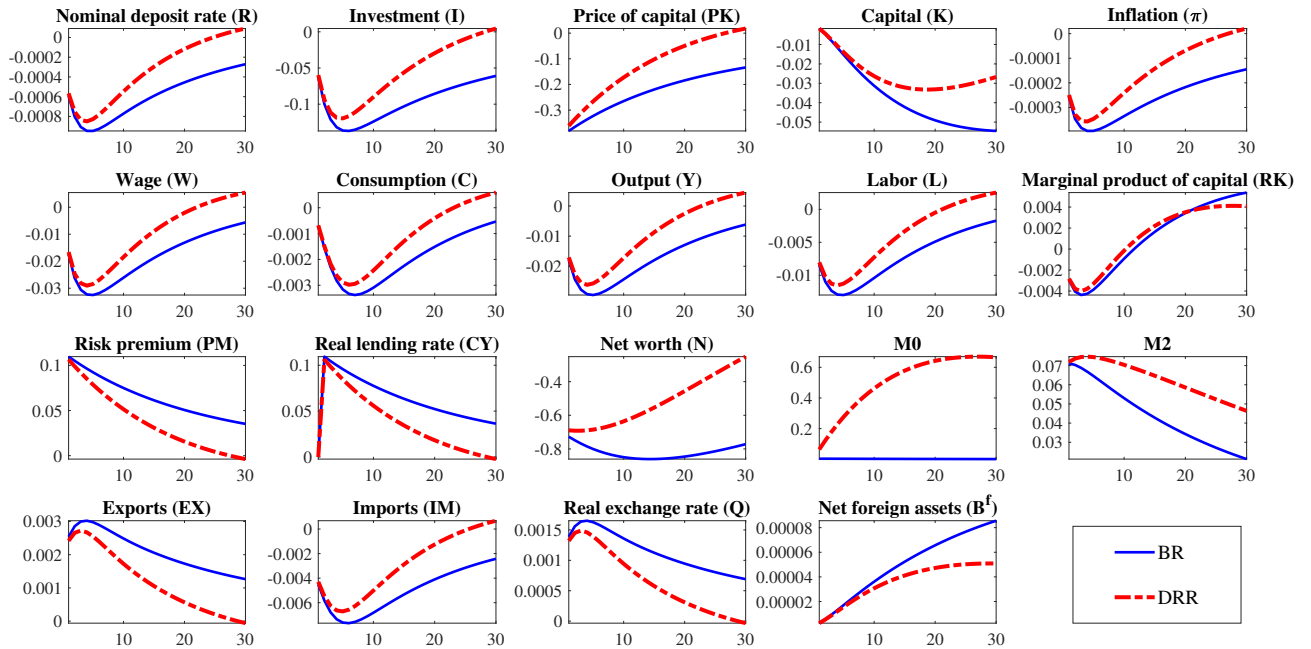 Nominal deposit rate (R) Investment (I) Price of capital (PK) Capital (K) Inflation (π)
0 -0.0002 -0.0004 -0.0006 -0.0008 10 20 30
0 -0.05 -0.1 10 20 30
0 -0.1 -0.2 -0.3 10 20 30
-0.01 -0.02 -0.03 -0.04 -0.05 10 20 30
0 -0.0001 -0.0002 -0.0003 10 20 30
Wage (W) Consumption (C) Output (Y) Labor (L) Marginal product of capital (RK)
0 -0.01 -0.02 -0.03 10 20 30
0 -0.001 -0.002 -0.003 10 20 30
0 -0.01 -0.02 10 20 30
0 -0.005 -0.01 10 20 30
0.004 0.002 0 -0.002 -0.004 10 20 30
Risk premium (PM) Real lending rate (CY) Net worth (N) M0 M2
0.1 0.05 0 10 20 30
0.1 0.05 0 10 20 30
-0.4 -0.6 -0.8 10 20 30
0.6 0.4 0.2 10 20 30
0.07 0.06 0.05 0.04 0.03 10 20 30
Exports (EX) Imports (IM) Real exchange rate (Q) Net foreign assets (B^f)
0.003 0.002 0.001 0 10 20 30
0 -0.002 -0.004 -0.006 10 20 30
0.0015 0.001 0.0005 0 10 20 30
0.00008 0.00006 0.00004 0.00002 10 20 30
BR
DRR